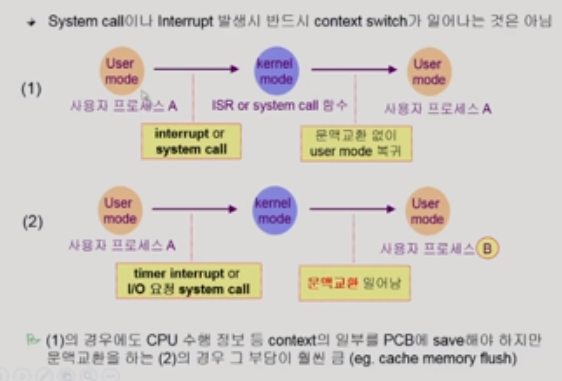 System call이나 Interrupt 발생시 반드시 context switch가 일어나는 것은 아님
(1)
User mode
kernel mode
User mode
사용자 프로세스 A
ISR or system call 함수
사용자 프로세스 A
interrupt or
system call
문맥교환 없이
user mode 복귀
(2)
User mode
kernel mode
User mode
사용자 프로세스 A
사용자 프로세스 B
timer interrupt or
I/O 요청 system call
문맥교환 일어남
(1)의 경우에도 CPU 수행 정보 등 context의 일부를 PCB에 save해야 하지만
문맥교환을 하는 (2)의 경우 그 부담이 훨씬 큼 (eg. cache memory flush)